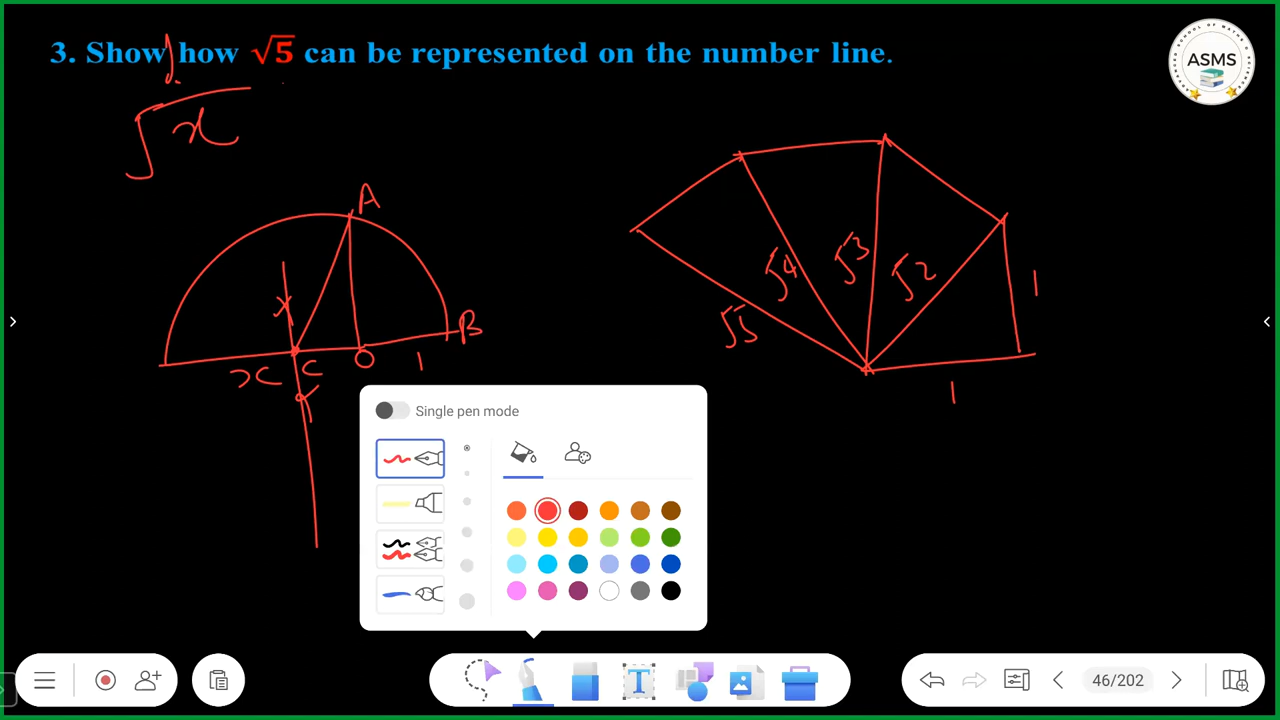 3. Show how √5 can be represented on the number line.
ASMS
√x
A
B
x
C
O
1
√5
√4
√3
√2
1
1
Single pen mode
T
46/202